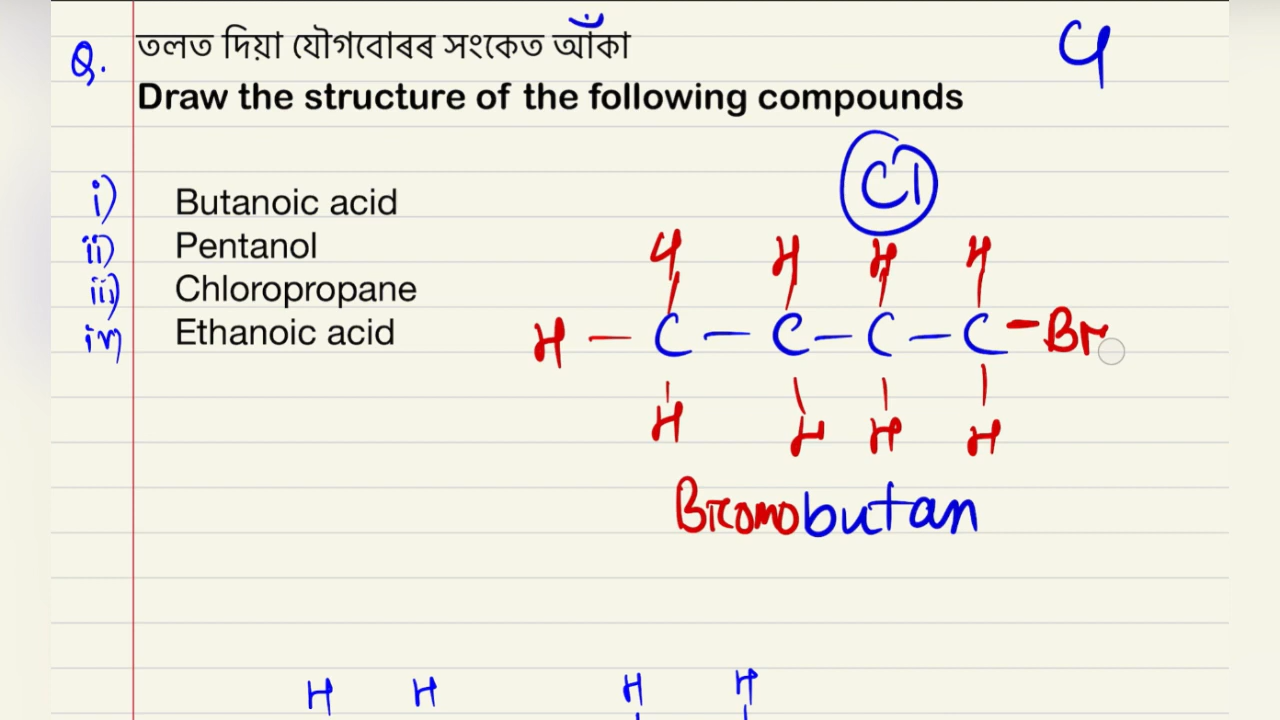 Q. তলত দিয়া যৌগবোৰৰ সংকেত আঁকা
Draw the structure of the following compounds
i) Butanoic acid
ii) Pentanol
iii) Chloropropane
iv) Ethanoic acid
Cl
H H H H
H — C — C — C — C — Br
H H H H
Bromobutan
H H H H